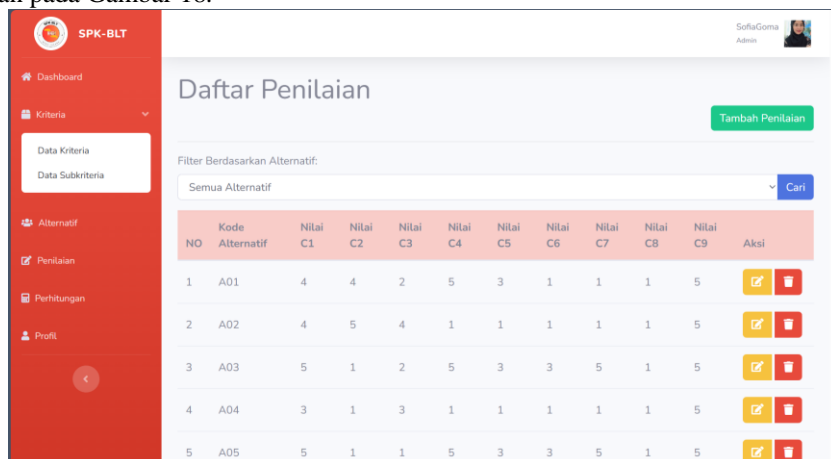 an pada Gambar 18.
SPK-BLT
SofiaGoma
Admin
Dashboard
Kriteria
Data Kriteria
Data Subkriteria
Alternatif
Penilaian
Perhitungan
Profil
Daftar Penilaian
Tambah Penilaian
Filter Berdasarkan Alternatif:
Semua Alternatif
Cari
NO Kode Alternatif Nilai C1 Nilai C2 Nilai C3 Nilai C4 Nilai C5 Nilai C6 Nilai C7 Nilai C8 Nilai C9 Aksi
1 A01 4 4 2 5 3 1 1 1 5
2 A02 4 5 4 1 1 1 1 1 5
3 A03 5 1 2 5 3 3 5 1 5
4 A04 3 1 3 1 1 1 1 1 5
5 A05 5 1 1 5 3 3 5 1 5